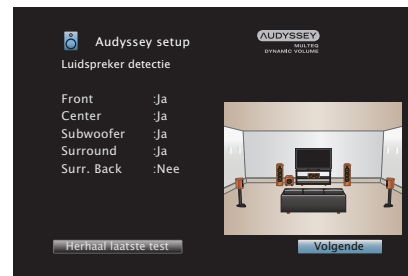 Audyssey setup
AUDYSSEY
MULTEQ
DYNAMIC VOLUME
Luidspreker detectie
Front :Ja
Center :Ja
Subwoofer :Ja
Surround :Ja
Surr. Back :Nee
Herhaal laatste test
Volgende